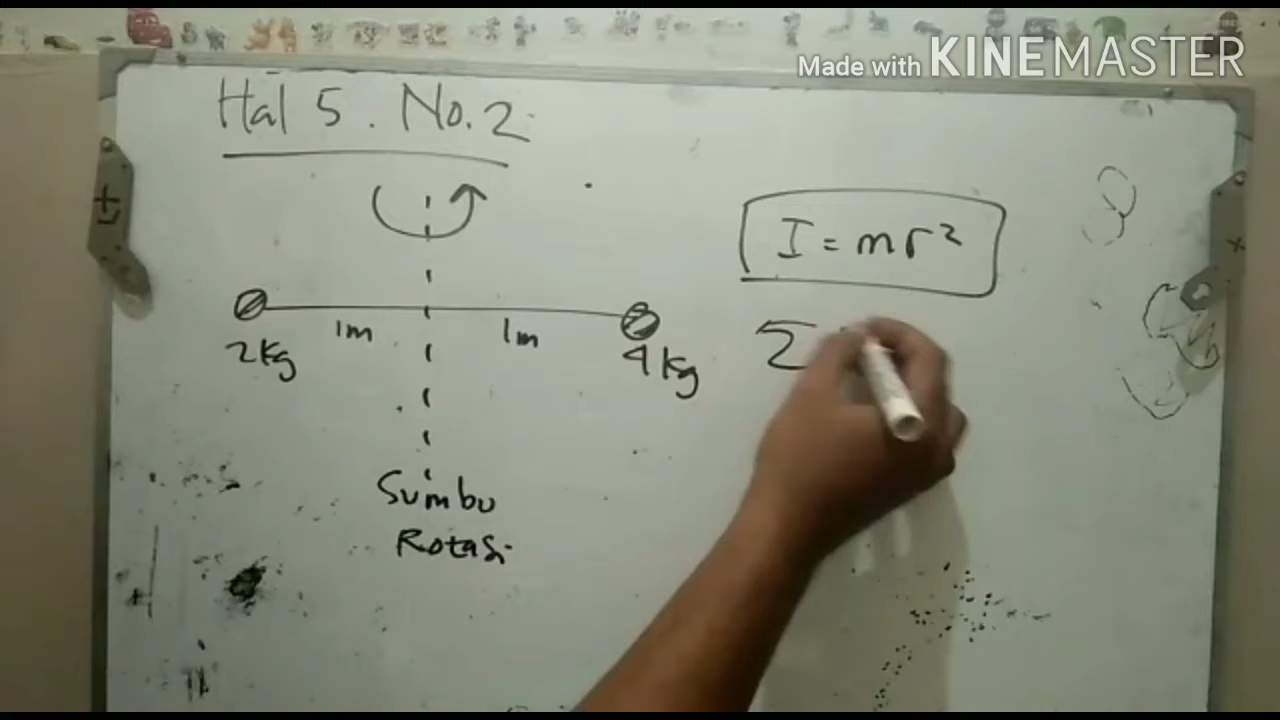 Made with KINEMASTER
Hal 5. No.2
I = mr²
1m 1m
2kg 4kg
Σ
Sumbu
Rotasi